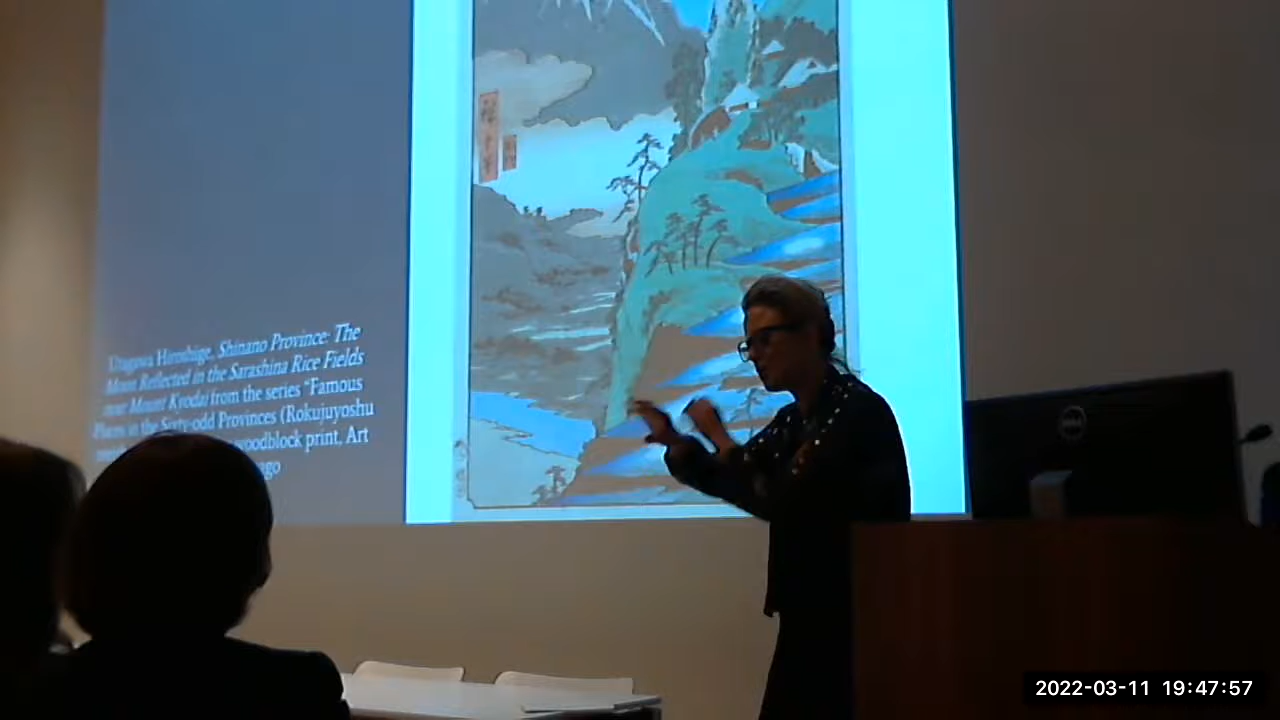 Utagawa Hiroshige, Shinano Province: The
Moon Reflected in the Sarashina Rice Fields
near Mount Kyodai from the series "Famous
Places in the Sixty-odd Provinces (Rokujuyoshu
woodblock print, Art
ago
DELL
2022-03-11 19:47:57